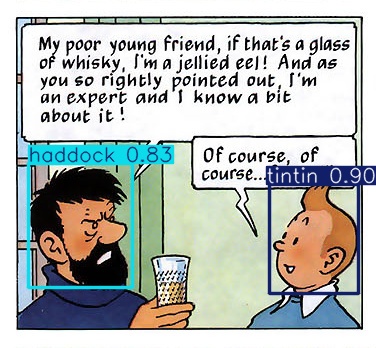 My poor young friend, if that's a glass
of whisky, I'm a jellied eel! And as
you so rightly pointed out, I'm
an expert and I know a bit
about it!
haddock 0.83
Of course, of
course...
tintin 0.90